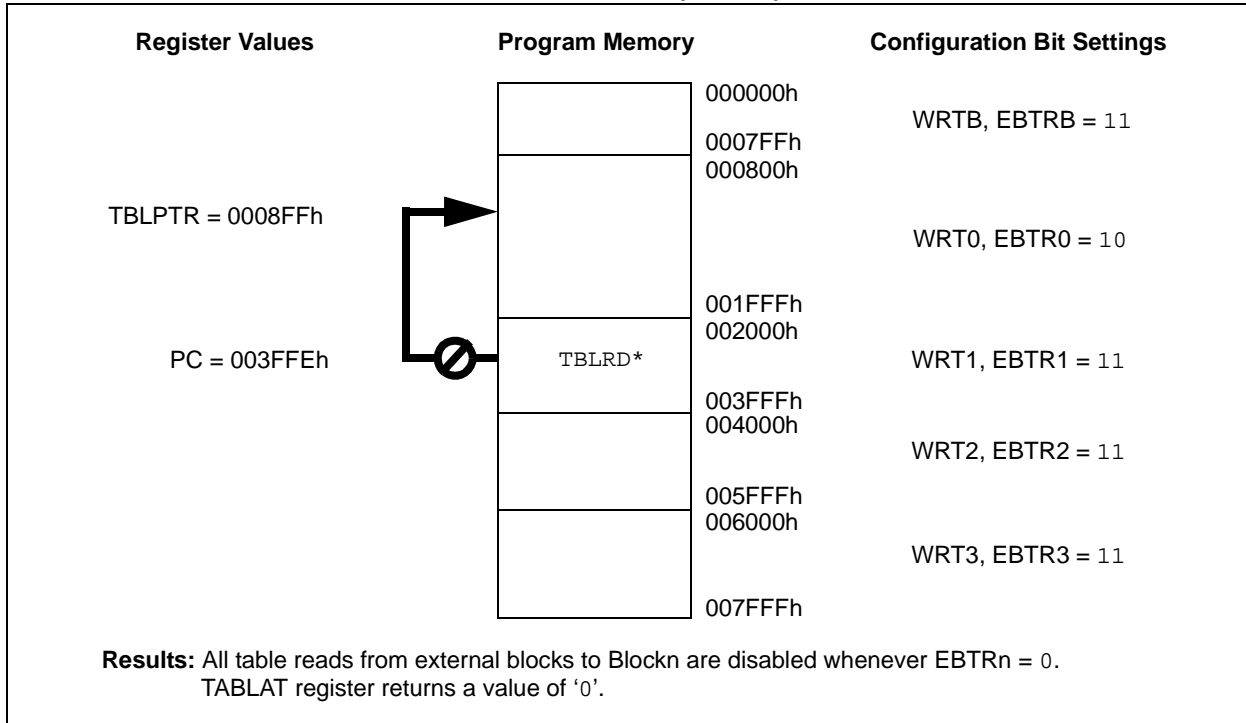 Register Values Program Memory Configuration Bit Settings
000000h
WRTB, EBTRB = 11
0007FFh
000800h
TBLPTR = 0008FFh
WRT0, EBTR0 = 10
001FFFh
002000h
PC = 003FFEh TBLRD* WRT1, EBTR1 = 11
003FFFh
004000h
WRT2, EBTR2 = 11
005FFFh
006000h
WRT3, EBTR3 = 11
007FFFh
Results: All table reads from external blocks to Blockn are disabled whenever EBTRn = 0.
TABLAT register returns a value of ‘0’.